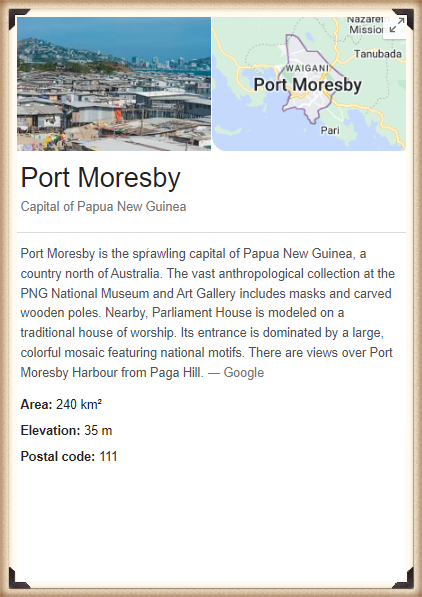 Nazaret
Mission
Tanubada
WAIGANI
Port Moresby
Pari
Port Moresby
Capital of Papua New Guinea
Port Moresby is the sprawling capital of Papua New Guinea, a
country north of Australia. The vast anthropological collection at the
PNG National Museum and Art Gallery includes masks and carved
wooden poles. Nearby, Parliament House is modeled on a
traditional house of worship. Its entrance is dominated by a large,
colorful mosaic featuring national motifs. There are views over Port
Moresby Harbour from Paga Hill. — Google
Area: 240 km²
Elevation: 35 m
Postal code: 111